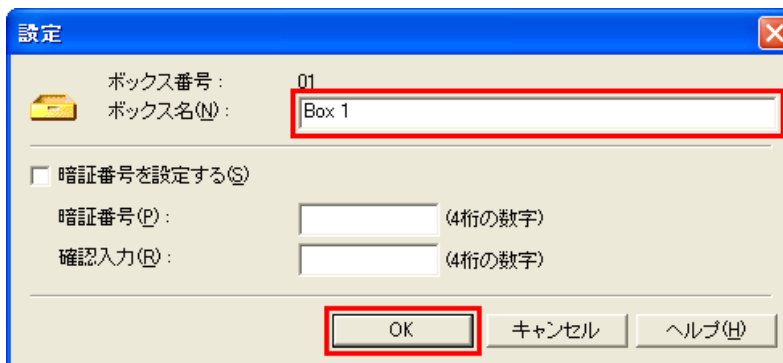 設定
ボックス番号： 01
ボックス名(N)： Box 1
暗証番号を設定する(S)
暗証番号(P)： (4桁の数字)
確認入力(R)： (4桁の数字)
OK キャンセル ヘルプ(H)